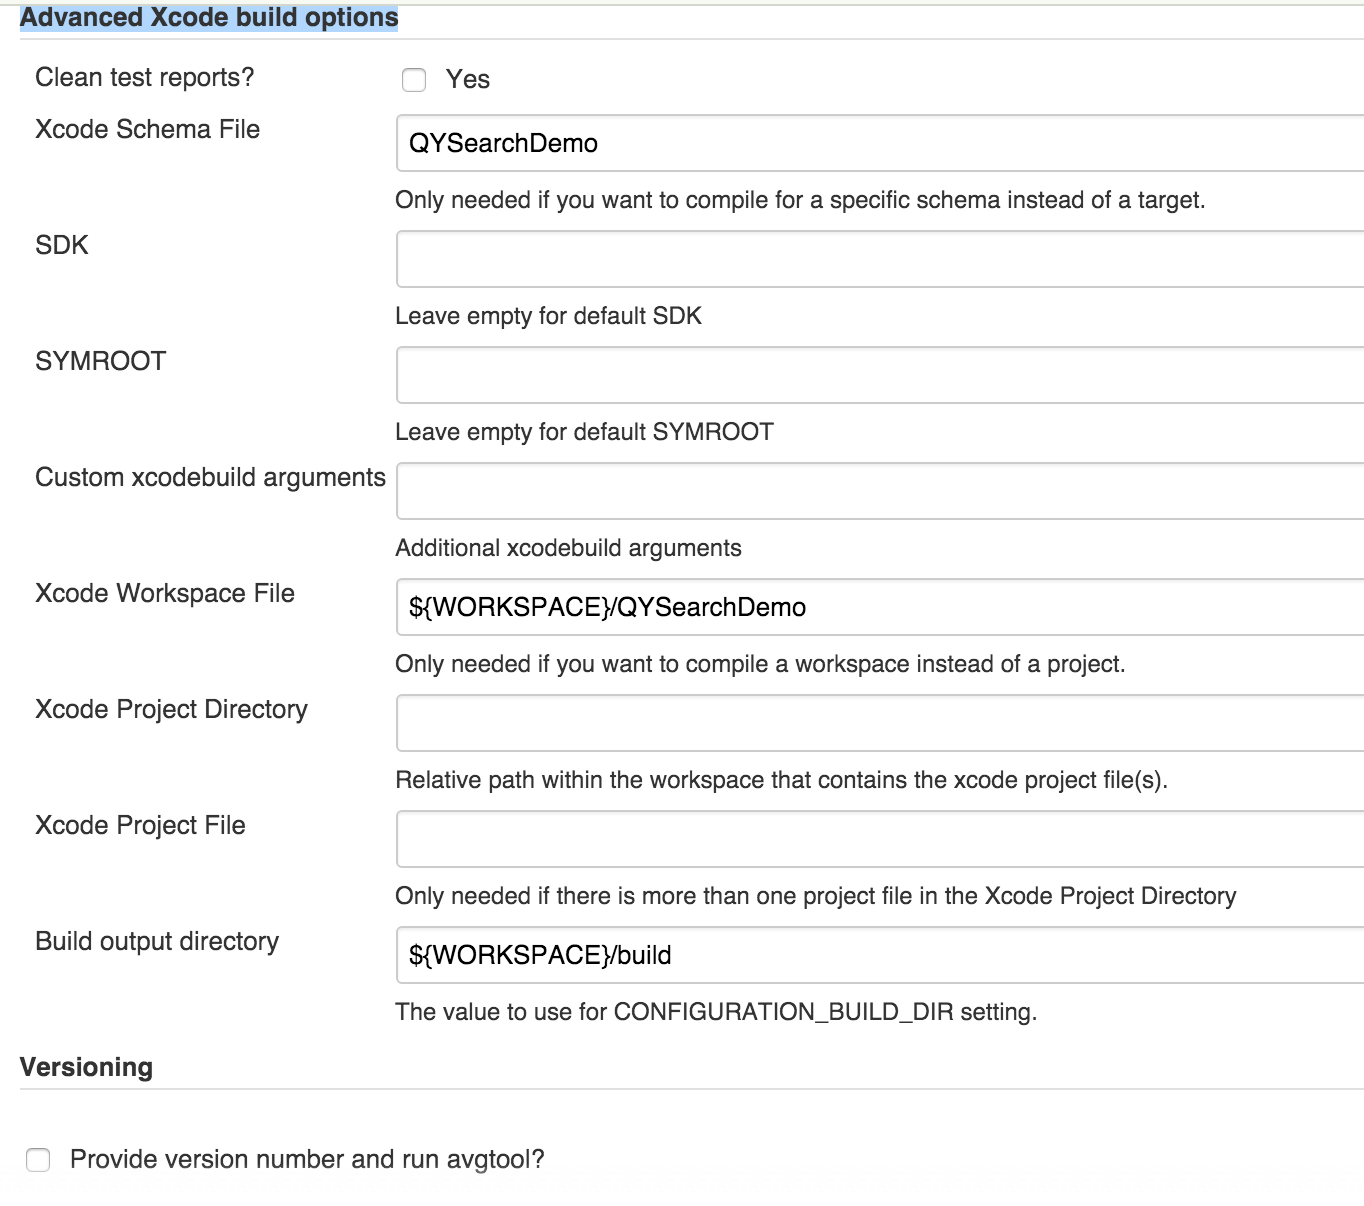 Advanced Xcode build options
Clean test reports? Yes
Xcode Schema File
QYSearchDemo
Only needed if you want to compile for a specific schema instead of a target.
SDK
Leave empty for default SDK
SYMROOT
Leave empty for default SYMROOT
Custom xcodebuild arguments
Additional xcodebuild arguments
Xcode Workspace File
${WORKSPACE}/QYSearchDemo
Only needed if you want to compile a workspace instead of a project.
Xcode Project Directory
Relative path within the workspace that contains the xcode project file(s).
Xcode Project File
Only needed if there is more than one project file in the Xcode Project Directory
Build output directory
${WORKSPACE}/build
The value to use for CONFIGURATION_BUILD_DIR setting.
Versioning
Provide version number and run avgtool?